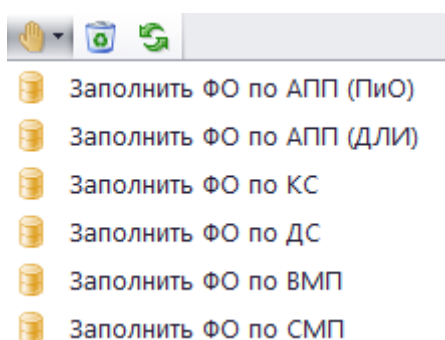 Заполнить ФО по АПП (ПиО)
Заполнить ФО по АПП (ДЛИ)
Заполнить ФО по КС
Заполнить ФО по ДС
Заполнить ФО по ВМП
Заполнить ФО по СМП